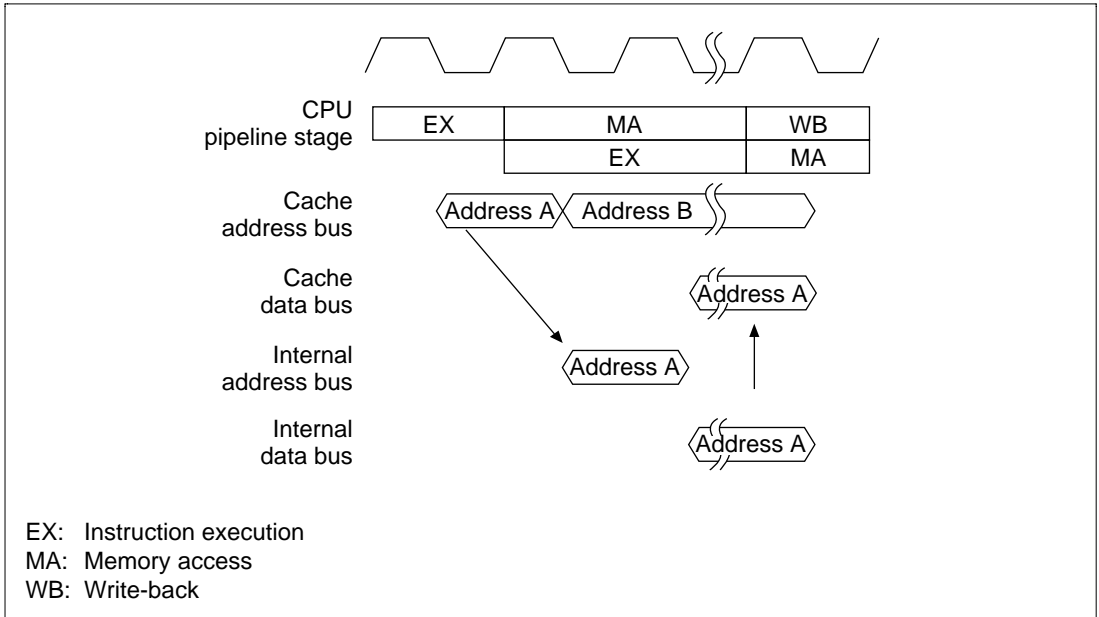 CPU
pipeline stage
EX MA WB
EX MA
Cache
address bus
Address A Address B
Cache
data bus
Address A
Internal
address bus
Address A
Internal
data bus
Address A
EX: Instruction execution
MA: Memory access
WB: Write-back